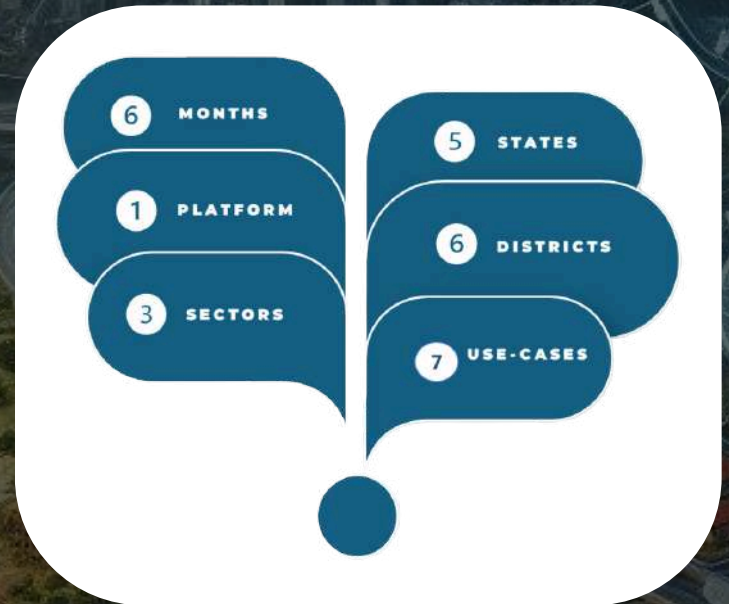 6 MONTHS
1 PLATFORM
3 SECTORS
5 STATES
6 DISTRICTS
7 USE-CASES